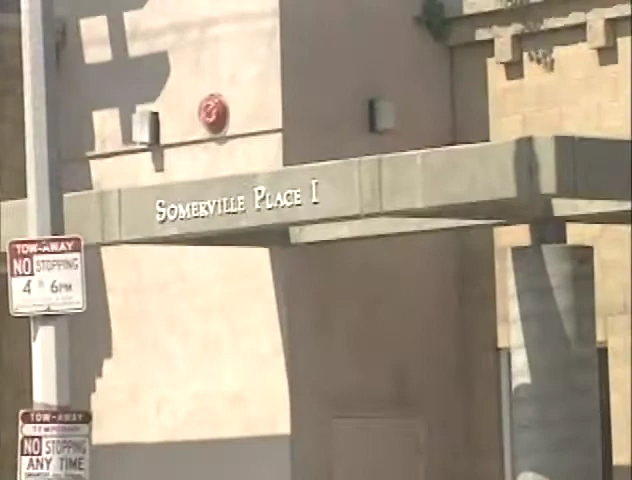 SOMERVILLE PLACE I
TOW-AWAY
NO STOPPING
4 6PM
TOW-AWAY
TEMPORARY
NO STOPPING
ANY TIME